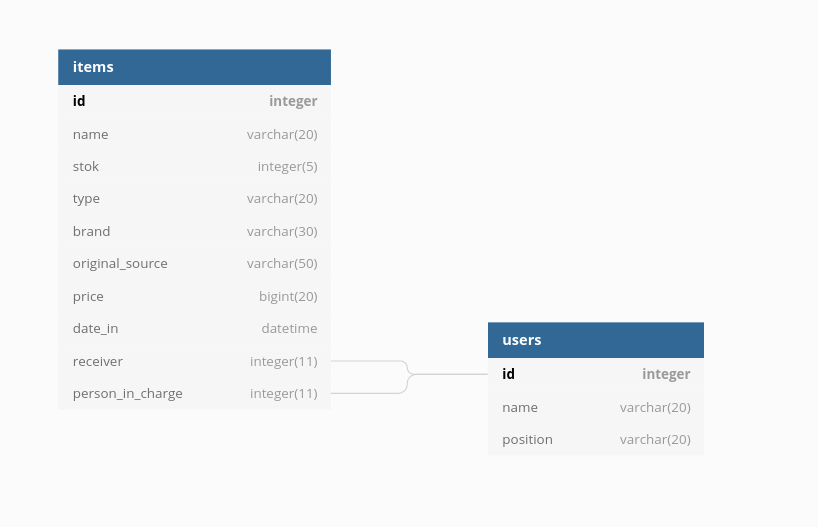 items
id integer
name varchar(20)
stok integer(5)
type varchar(20)
brand varchar(30)
original_source varchar(50)
price bigint(20)
date_in datetime
receiver integer(11)
person_in_charge integer(11)
users
id integer
name varchar(20)
position varchar(20)